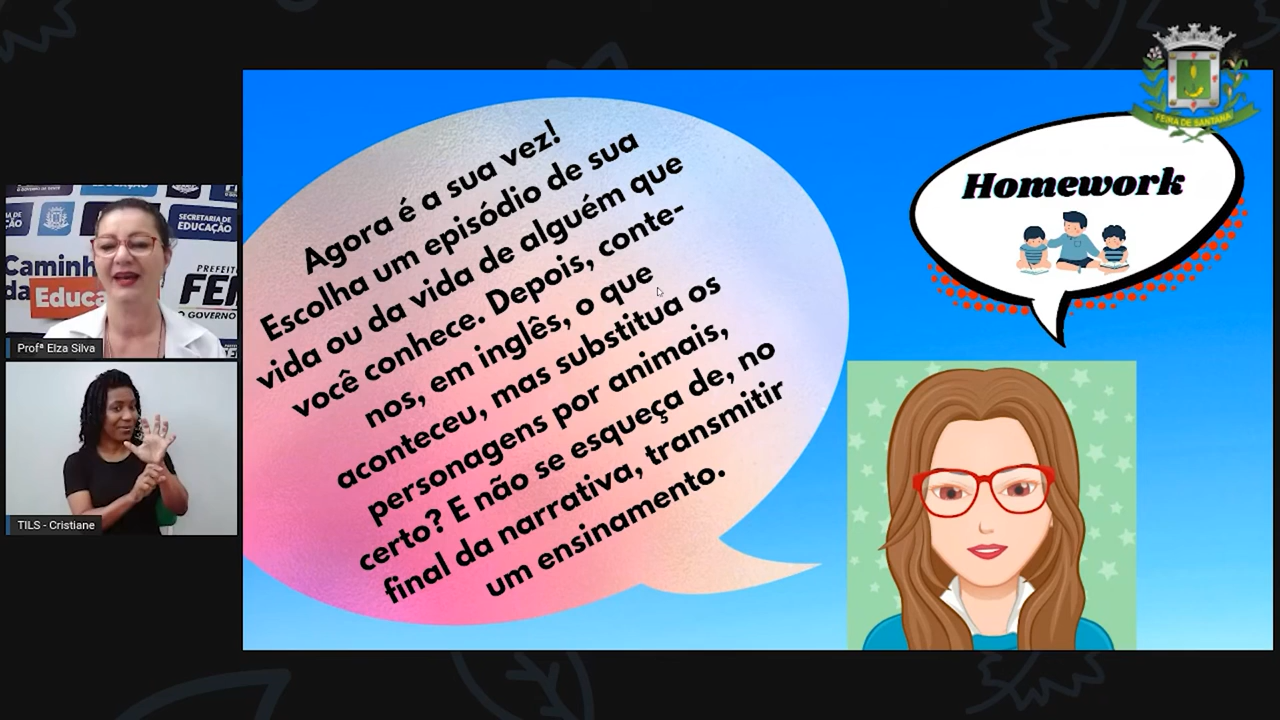 Agora é a sua vez!
Escolha um episódio de sua
vida ou da vida de alguém que
você conhece. Depois, conte-
nos, em inglês, o que
aconteceu, mas substitua os
personagens por animais,
certo? E não se esqueça de, no
final da narrativa, transmitir
um ensinamento.
Homework
FEIRA DE SANTANA
SECRETARIA DE
EDUCAÇÃO
Caminh
da Educa
PREFEIT
FEI
O GOVERNO
Profª Elza Silva
TILS - Cristiane